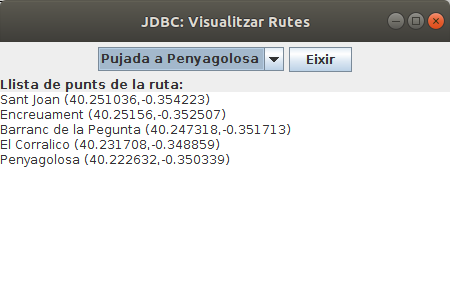 JDBC: Visualitzar Rutes
Pujada a Penyagolosa Eixir
Llista de punts de la ruta:
Sant Joan (40.251036,-0.354223)
Encreuament (40.25156,-0.352507)
Barranc de la Pegunta (40.247318,-0.351713)
El Corralico (40.231708,-0.348859)
Penyagolosa (40.222632,-0.350339)